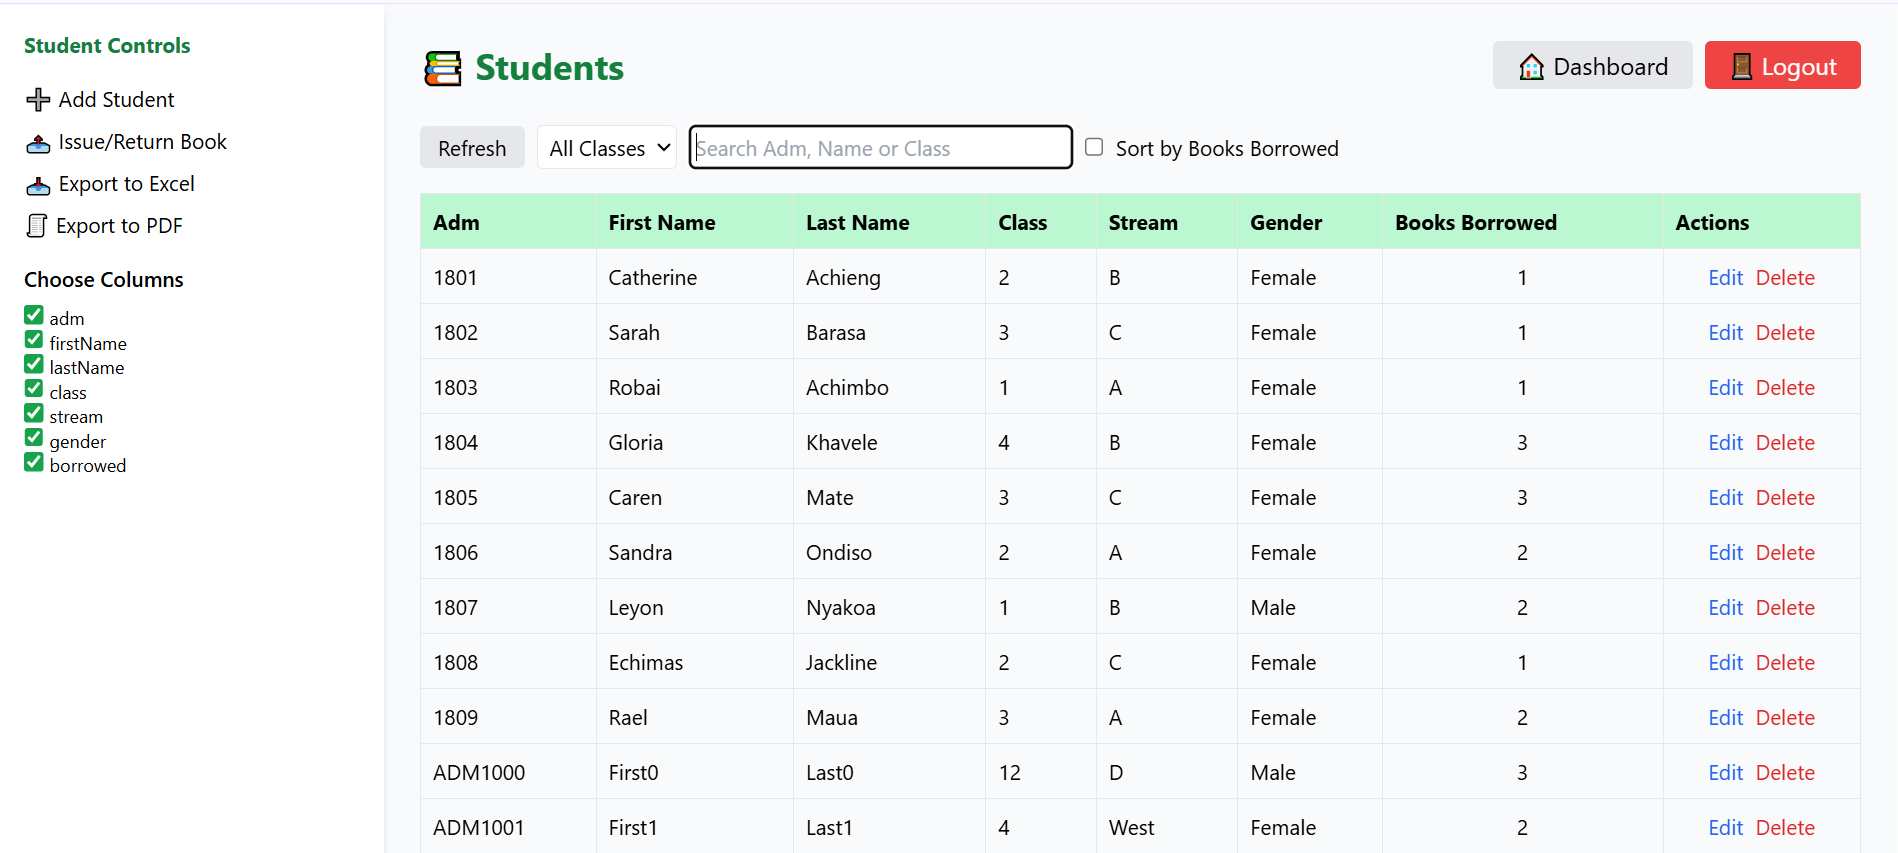 Student Controls
Add Student
Issue/Return Book
Export to Excel
Export to PDF
Choose Columns
adm
firstName
lastName
class
stream
gender
borrowed
Students
Dashboard
Logout
Refresh
All Classes
Search Adm, Name or Class
Sort by Books Borrowed
Adm First Name Last Name Class Stream Gender Books Borrowed Actions
1801 Catherine Achieng 2 B Female 1 Edit Delete
1802 Sarah Barasa 3 C Female 1 Edit Delete
1803 Robai Achimbo 1 A Female 1 Edit Delete
1804 Gloria Khavele 4 B Female 3 Edit Delete
1805 Caren Mate 3 C Female 3 Edit Delete
1806 Sandra Ondiso 2 A Female 2 Edit Delete
1807 Leyon Nyakoa 1 B Male 2 Edit Delete
1808 Echimas Jackline 2 C Female 1 Edit Delete
1809 Rael Maua 3 A Female 2 Edit Delete
ADM1000 First0 Last0 12 D Male 3 Edit Delete
ADM1001 First1 Last1 4 West Female 2 Edit Delete